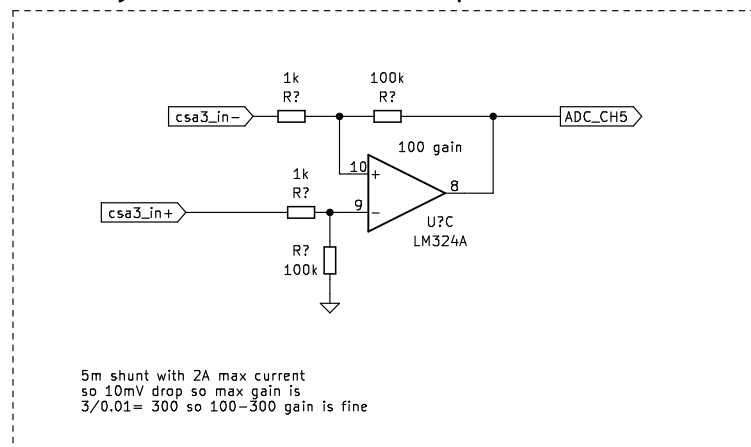 1k
R?
100k
R?
csa3_in-
ADC_CH5
100 gain
10
+
8
1k
R?
csa3_in+
9
-
U?C
LM324A
R?
100k
5m shunt with 2A max current
so 10mV drop so max gain is
3/0.01= 300 so 100-300 gain is fine